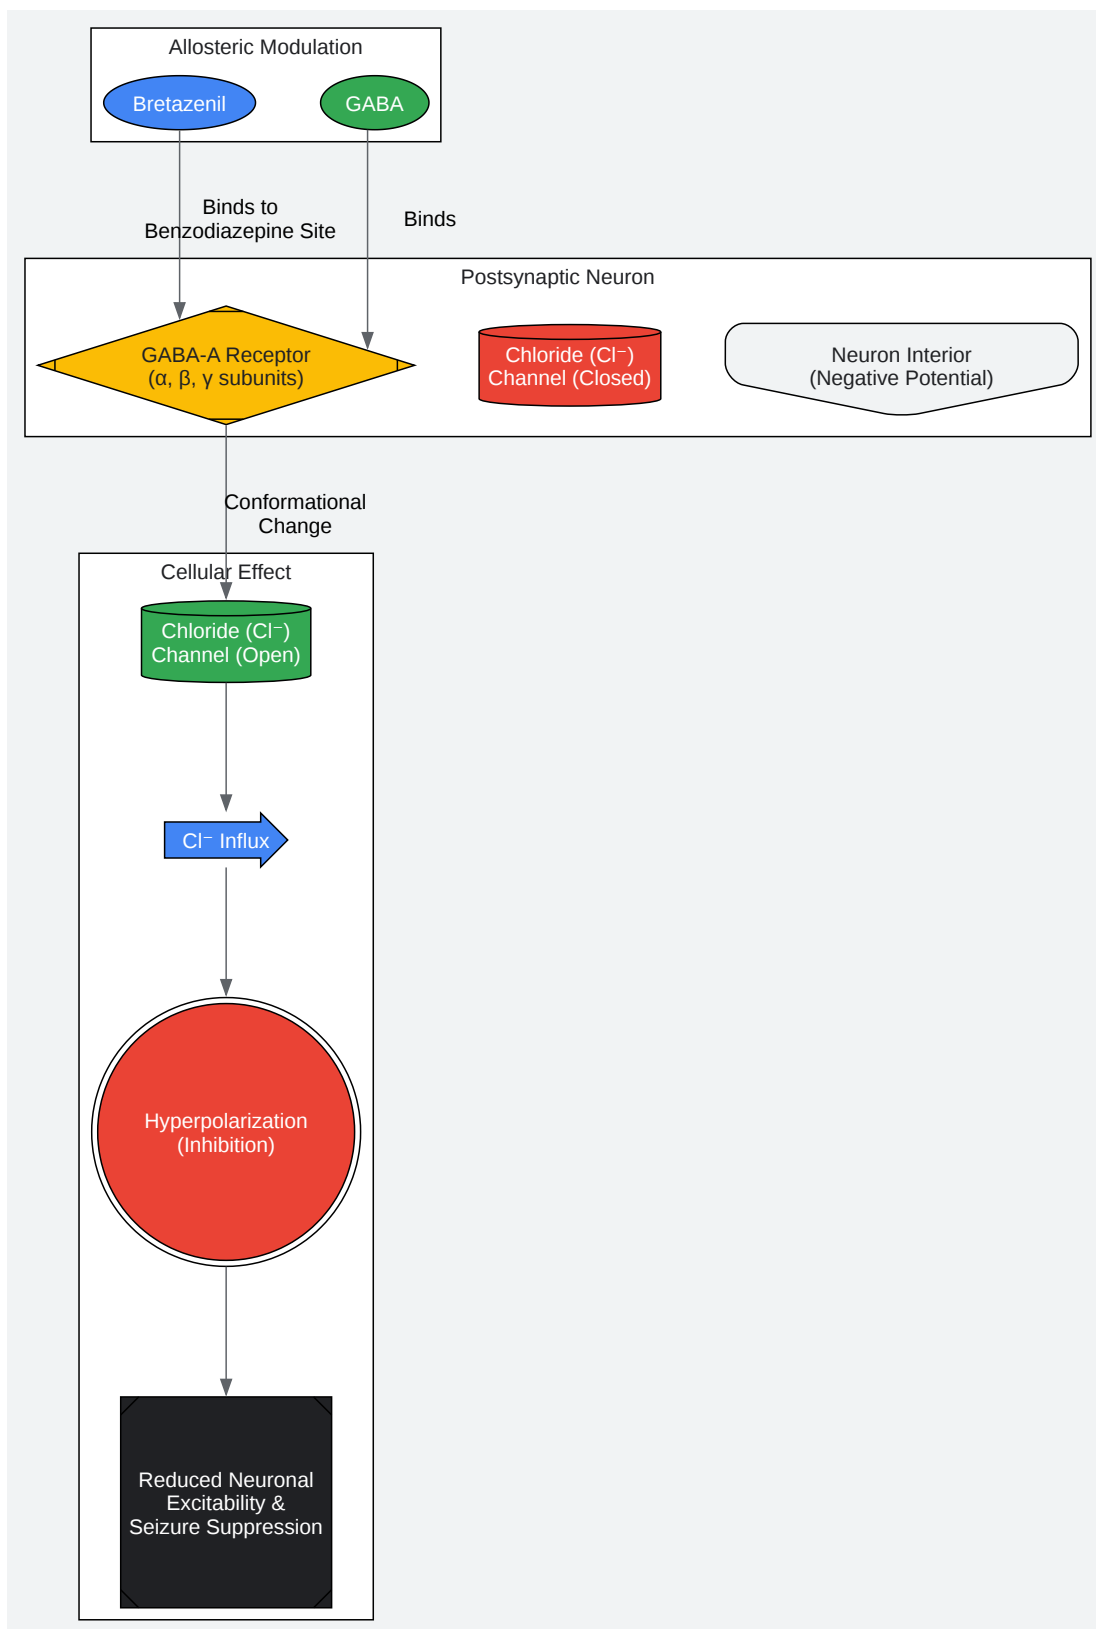 Allosteric Modulation
Bretazenil
GABA
Binds to
Benzodiazepine Site
Binds
Postsynaptic Neuron
GABA-A Receptor
(α, β, γ subunits)
Chloride (Cl⁻)
Channel (Closed)
Neuron Interior
(Negative Potential)
Conformational
Change
Cellular Effect
Chloride (Cl⁻)
Channel (Open)
Cl⁻ Influx
Hyperpolarization
(Inhibition)
Reduced Neuronal
Excitability &
Seizure Suppression